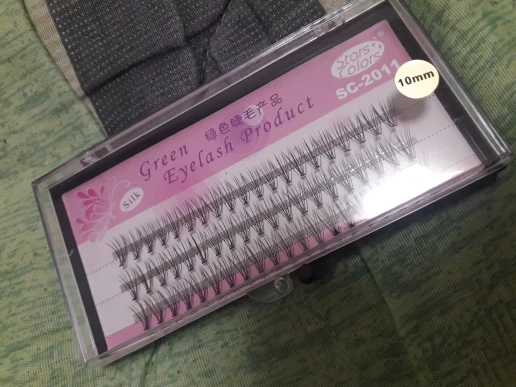 Stars+
Colors
SC-2011
10mm
绿色睫毛产品
Green
Eyelash Product
Silk